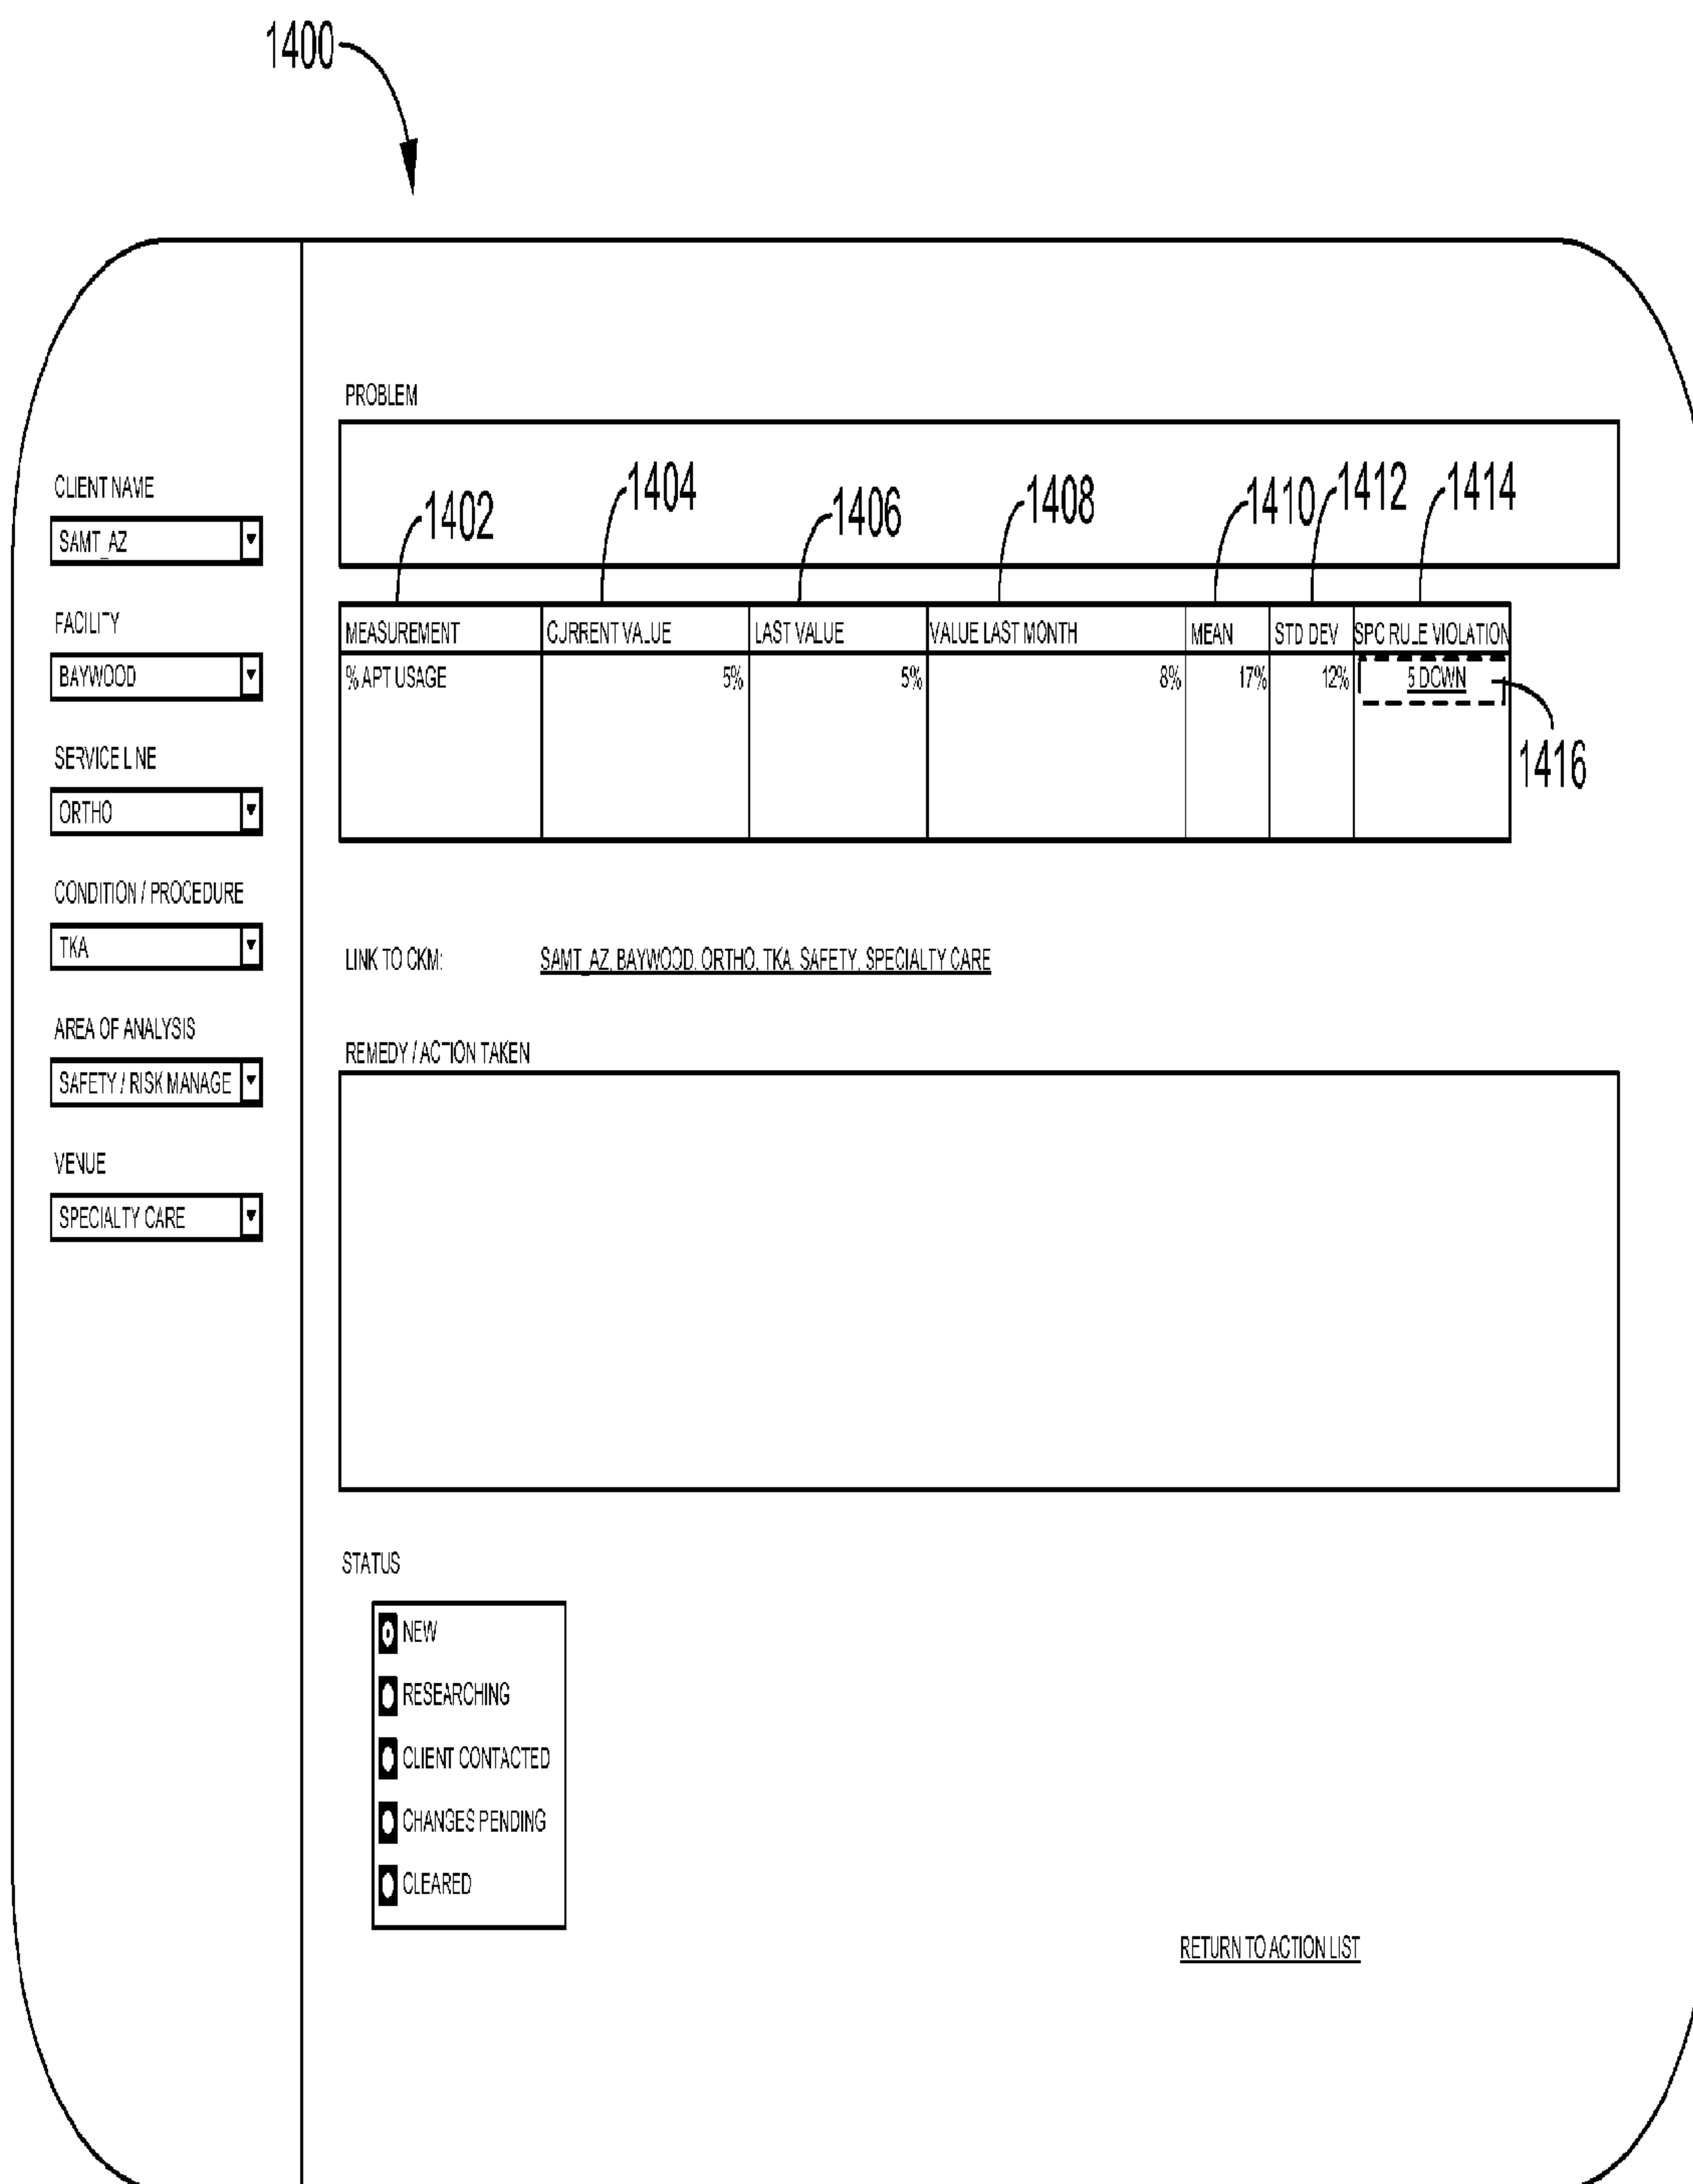 1400
PROBLEM
1402 1404 1406 1408 1410 1412 1414
CLIENT NAME
SAMT_AZ
FACILITY
BAYWOOD
SERVICE LINE
ORTHO
CONDITION / PROCEDURE
TKA
AREA OF ANALYSIS
SAFETY / RISK MANAGE
VENUE
SPECIALTY CARE
MEASUREMENT CURRENT VALUE LAST VALUE VALUE LAST MONTH MEAN STD DEV SPC RULE VIOLATION
% APT USAGE 5% 5% 8% 17% 12% 5 DOWN
1416
LINK TO CKM: SAMT_AZ, BAYWOOD, ORTHO, TKA, SAFETY, SPECIALTY CARE
REMEDY / ACTION TAKEN
STATUS
NEW
RESEARCHING
CLIENT CONTACTED
CHANGES PENDING
CLEARED
RETURN TO ACTION LIST